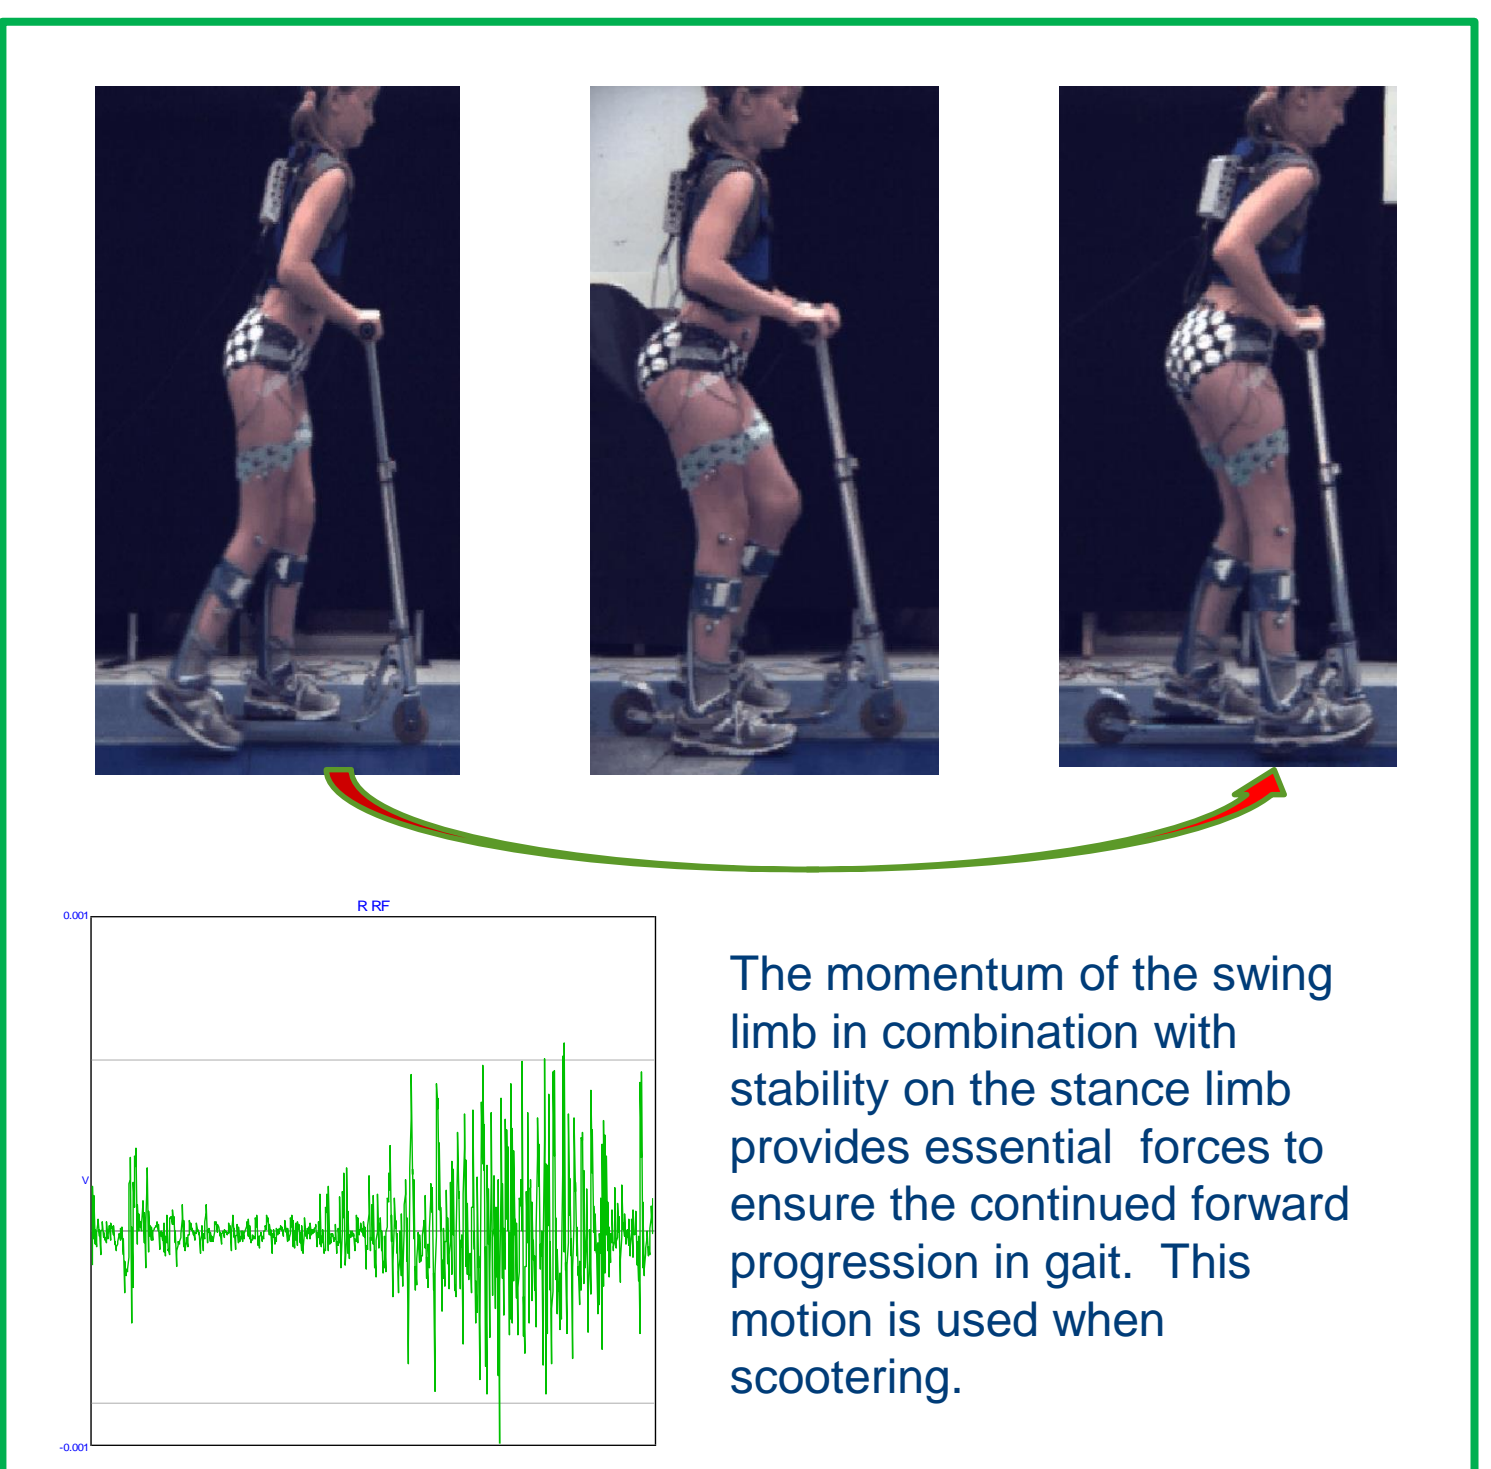 R RF
0.001
V
-0.001
The momentum of the swing
limb in combination with
stability on the stance limb
provides essential  forces to
ensure the continued forward
progression in gait.  This
motion is used when
scootering.